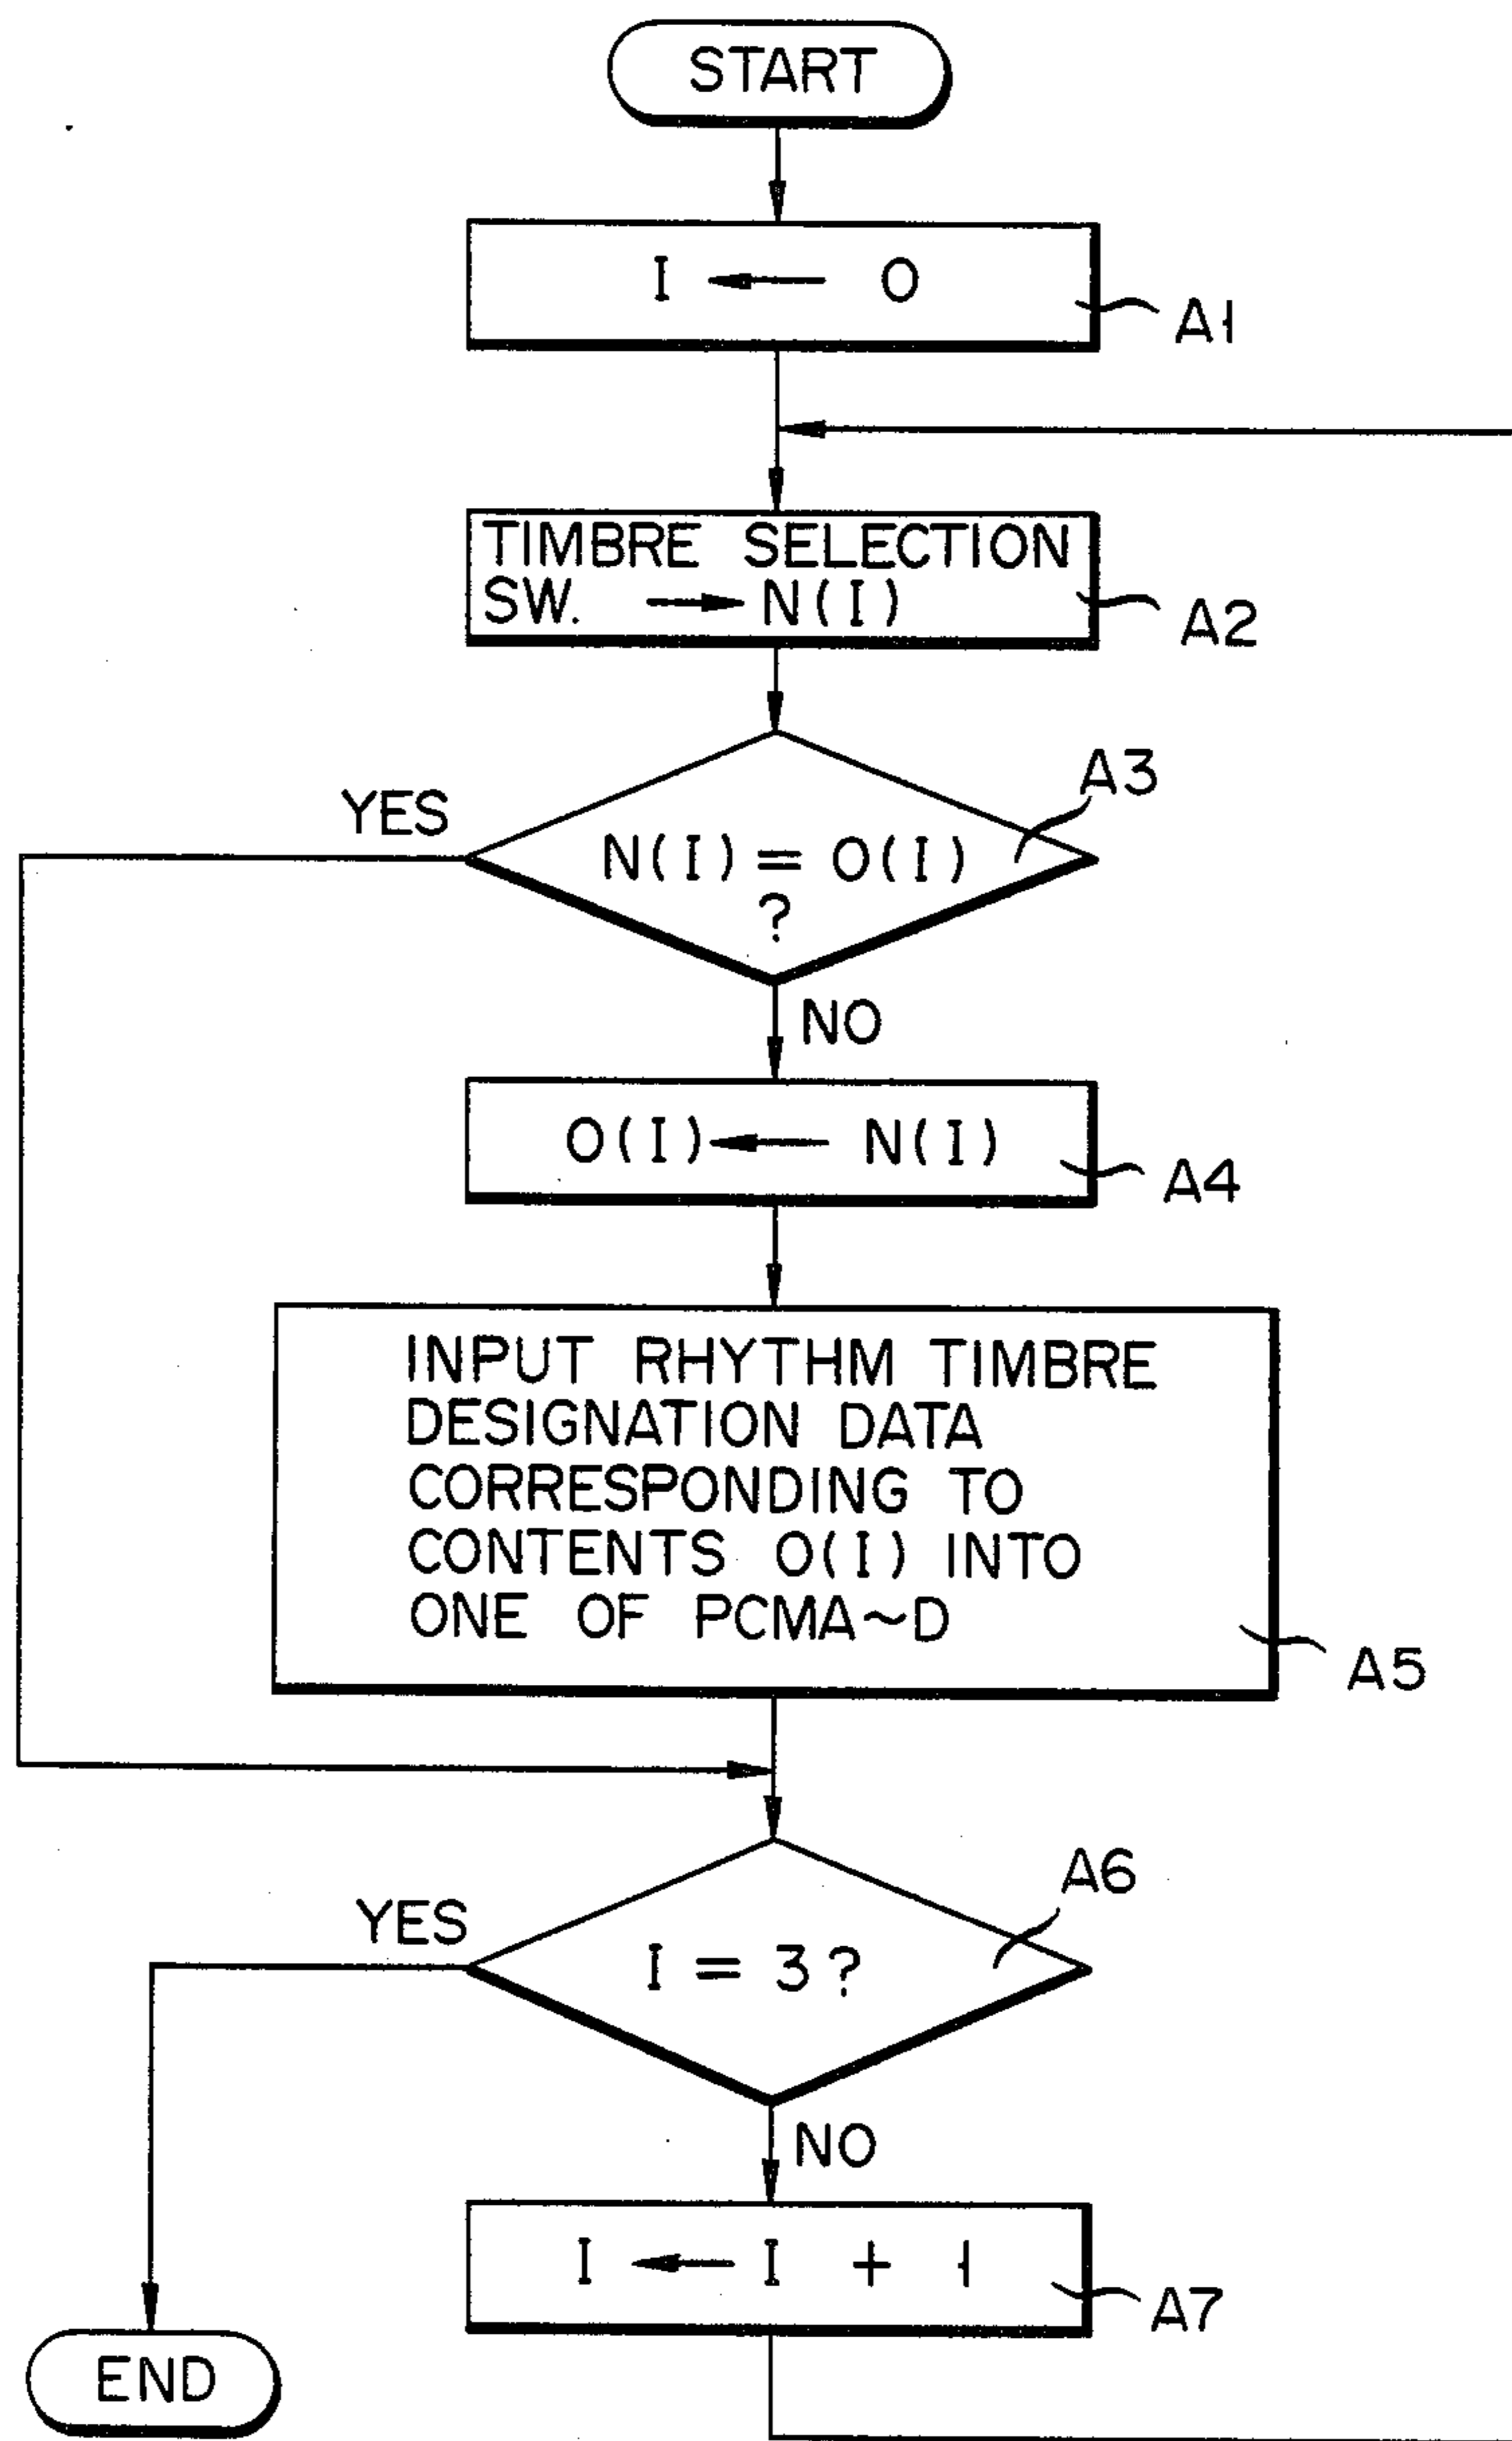 START
I ← 0
A1
TIMBRE SELECTION
SW. → N(I)
A2
A3
YES
N(I) = O(I)
?
NO
O(I) ← N(I)
A4
INPUT RHYTHM TIMBRE
DESIGNATION DATA
CORRESPONDING TO
CONTENTS O(I) INTO
ONE OF PCMA~D
A5
A6
YES
I = 3?
NO
I ← I + 1
A7
END